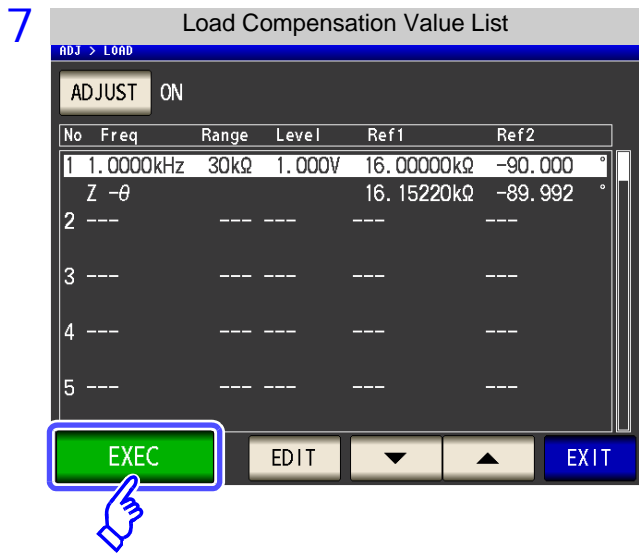 7
Load Compensation Value List
ADJ > LOAD
ADJUST ON
No Freq Range Level Ref1 Ref2
1 1.0000kHz 30kΩ 1.000V 16.00000kΩ -90.000 °
Z -θ 16.15220kΩ -89.992 °
2 --- --- --- --- ---
3 --- --- --- --- ---
4 --- --- --- --- ---
5 --- --- --- --- ---
EXEC EDIT ▼ ▲ EXIT